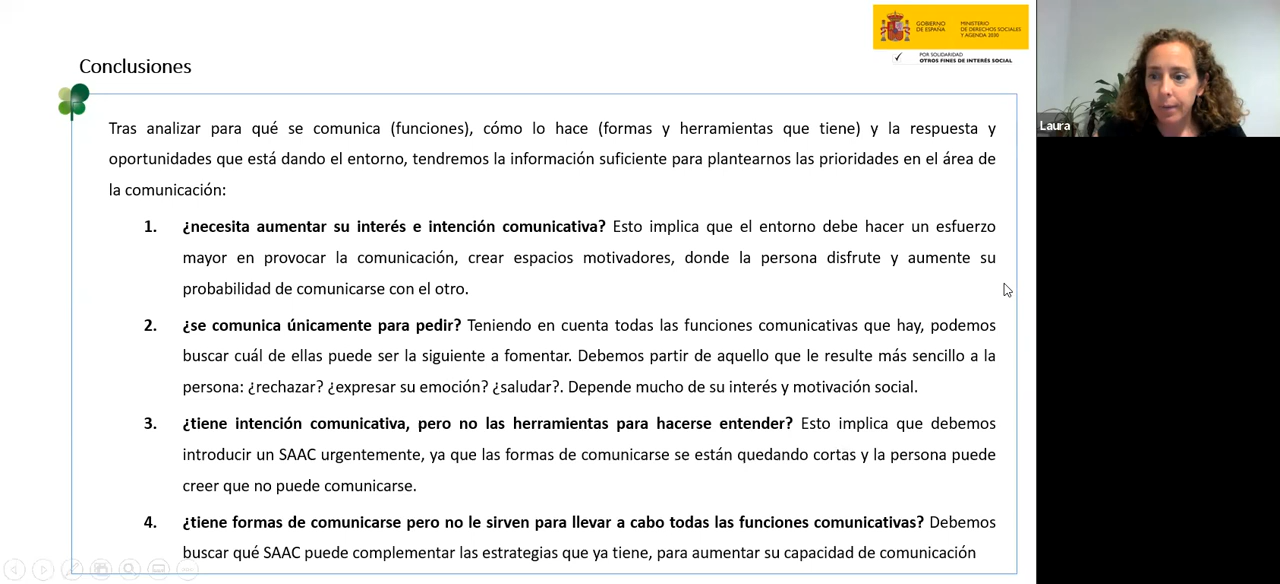 GOBIERNO
DE ESPAÑA
MINISTERIO
DE DERECHOS SOCIALES
Y AGENDA 2030
POR SOLIDARIDAD
OTROS FINES DE INTERÉS SOCIAL
Conclusiones
Laura
Tras analizar para qué se comunica (funciones), cómo lo hace (formas y herramientas que tiene) y la respuesta y
oportunidades que está dando el entorno, tendremos la información suficiente para plantearnos las prioridades en el área de
la comunicación:
1. ¿necesita aumentar su interés e intención comunicativa? Esto implica que el entorno debe hacer un esfuerzo
mayor en provocar la comunicación, crear espacios motivadores, donde la persona disfrute y aumente su
probabilidad de comunicarse con el otro.
2. ¿se comunica únicamente para pedir? Teniendo en cuenta todas las funciones comunicativas que hay, podemos
buscar cuál de ellas puede ser la siguiente a fomentar. Debemos partir de aquello que le resulte más sencillo a la
persona: ¿rechazar? ¿expresar su emoción? ¿saludar?. Depende mucho de su interés y motivación social.
3. ¿tiene intención comunicativa, pero no las herramientas para hacerse entender? Esto implica que debemos
introducir un SAAC urgentemente, ya que las formas de comunicarse se están quedando cortas y la persona puede
creer que no puede comunicarse.
4. ¿tiene formas de comunicarse pero no le sirven para llevar a cabo todas las funciones comunicativas? Debemos
buscar qué SAAC puede complementar las estrategias que ya tiene, para aumentar su capacidad de comunicación